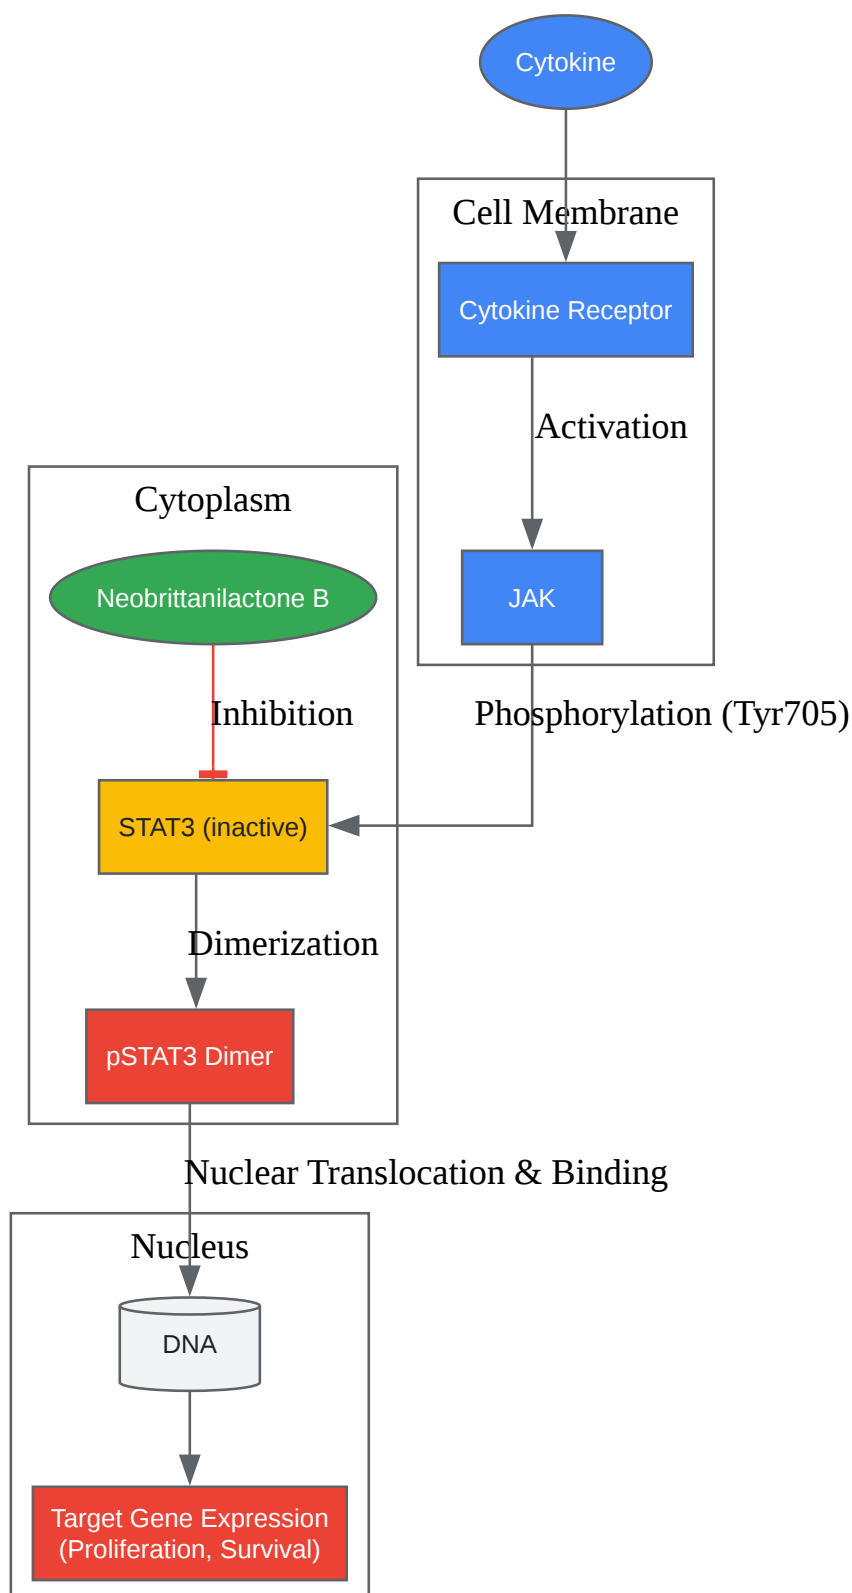 Cytokine
Cell Membrane
Cytokine Receptor
Activation
Cytoplasm
Neobrittanilactone B
JAK
Inhibition
Phosphorylation (Tyr705)
STAT3 (inactive)
Dimerization
pSTAT3 Dimer
Nuclear Translocation & Binding
Nucleus
DNA
Target Gene Expression
(Proliferation, Survival)